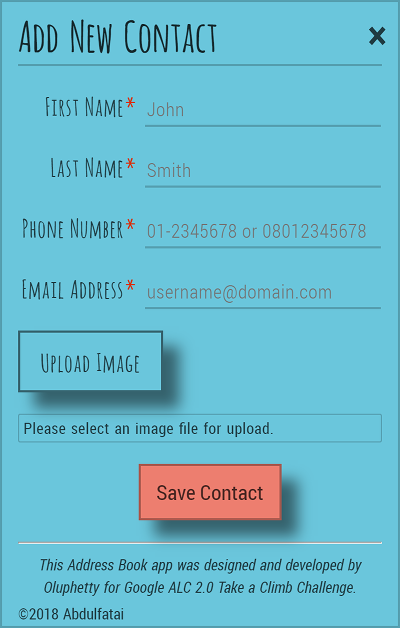 Add New Contact ×
First Name* John
Last Name* Smith
Phone Number* 01-2345678 or 08012345678
Email Address* username@domain.com
Upload Image
Please select an image file for upload.
Save Contact
This Address Book app was designed and developed by
Oluphetty for Google ALC 2.0 Take a Climb Challenge.
©2018 Abdulfatai